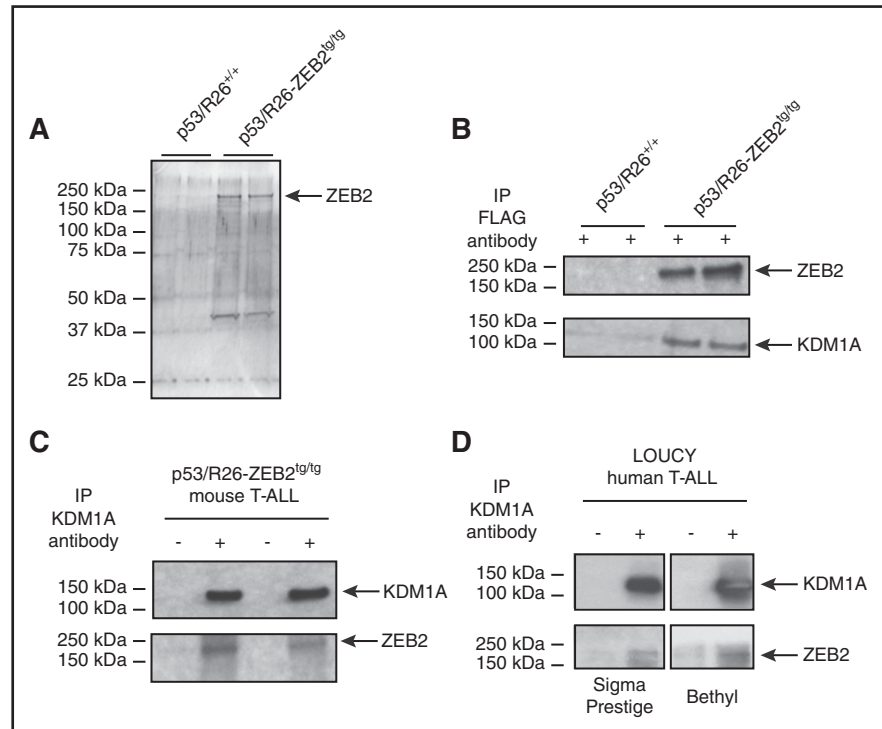 A
p53/R26+/+
p53/R26-ZEB2tg/tg
250 kDa
150 kDa
100 kDa
75 kDa
50 kDa
37 kDa
25 kDa
ZEB2
B
p53/R26+/+
p53/R26-ZEB2tg/tg
IP
FLAG
antibody
+ + + +
250 kDa
150 kDa
ZEB2
150 kDa
100 kDa
KDM1A
C
p53/R26-ZEB2tg/tg
mouse T-ALL
IP
KDM1A
antibody
- + - +
150 kDa
100 kDa
KDM1A
250 kDa
150 kDa
ZEB2
D
LOUCY
human T-ALL
IP
KDM1A
antibody
- + - +
150 kDa
100 kDa
KDM1A
250 kDa
150 kDa
ZEB2
Sigma
Prestige
Bethyl